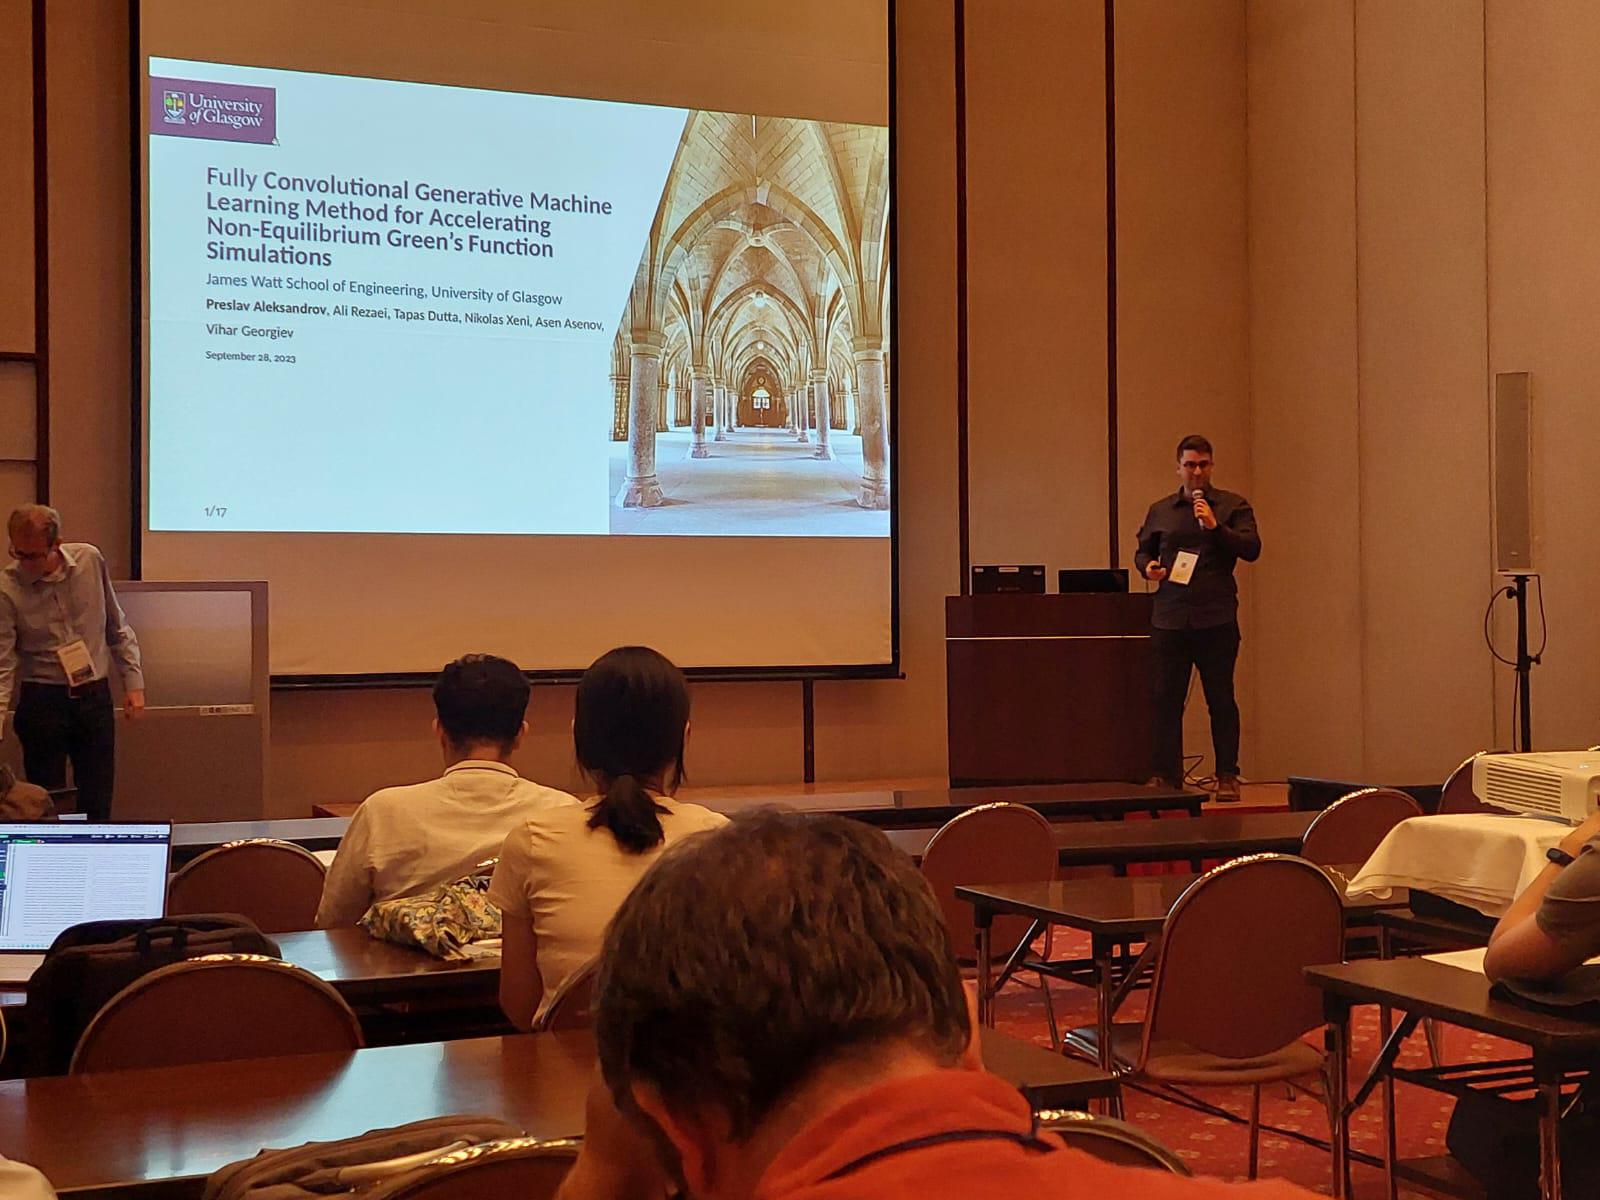 University
of Glasgow
Fully Convolutional Generative Machine
Learning Method for Accelerating
Non-Equilibrium Green's Function
Simulations
James Watt School of Engineering, University of Glasgow
Preslav Aleksandrov, Ali Rezaei, Tapas Dutta, Nikolas Xeni, Asen Asenov,
Vihar Georgiev
September 28, 2023
1/17